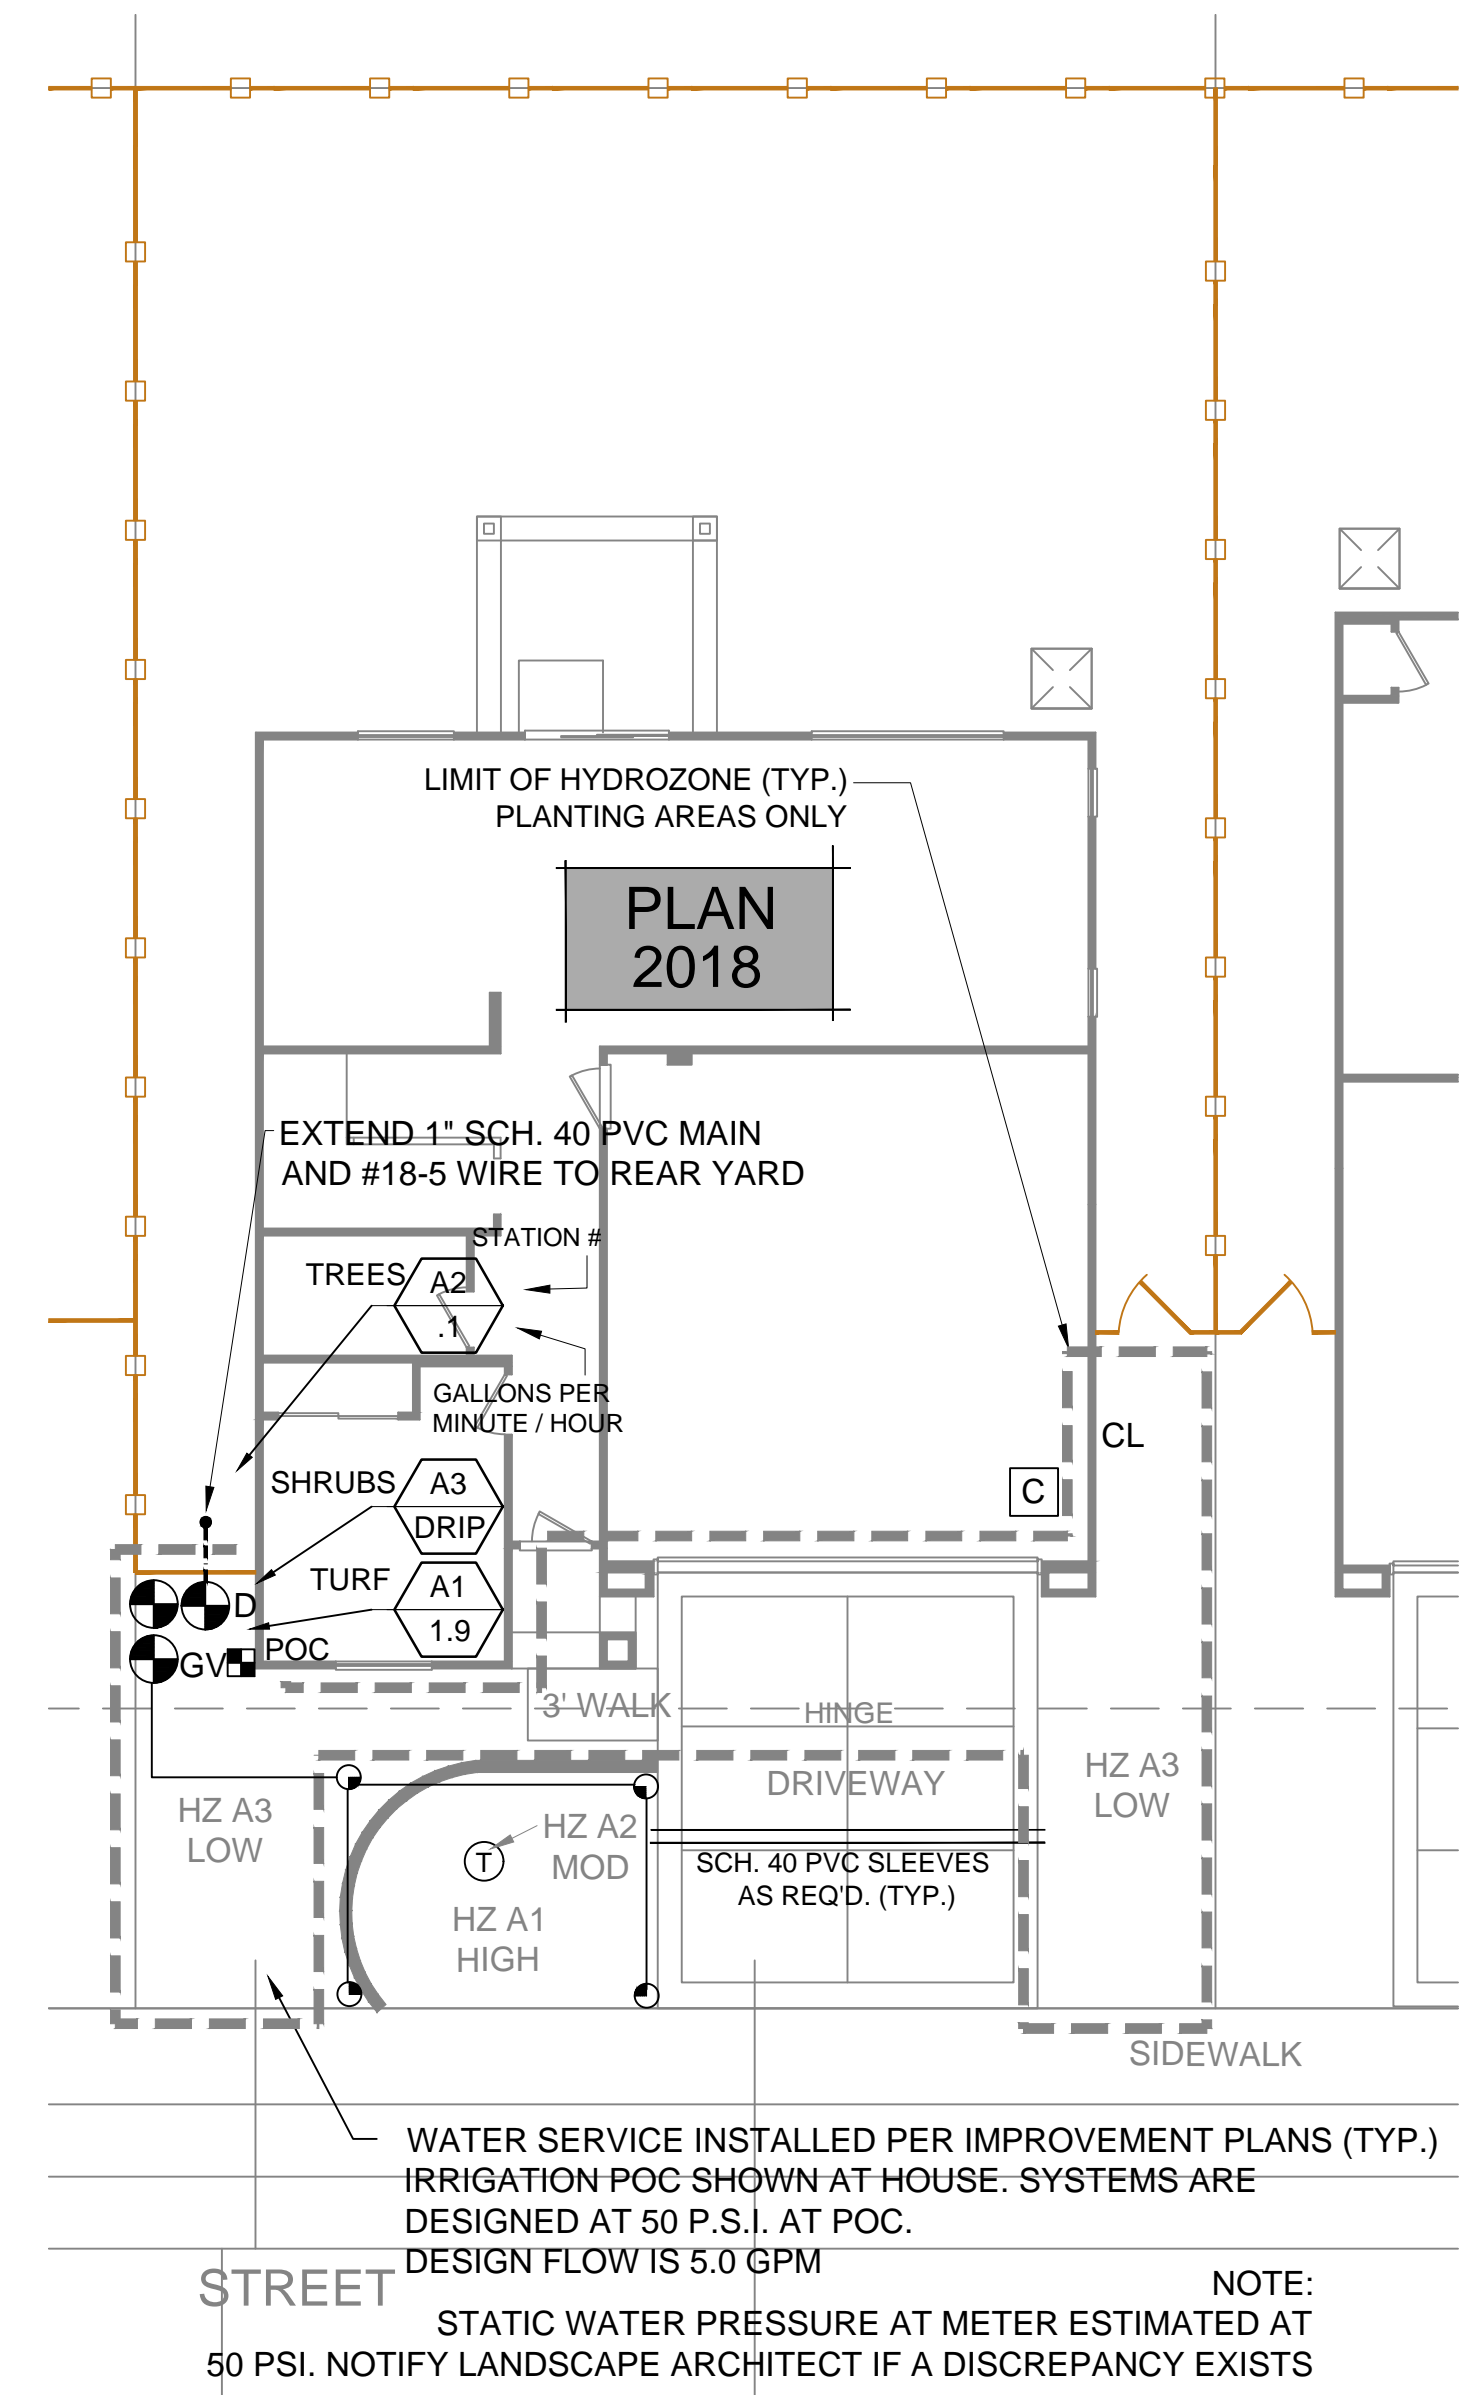 LIMIT OF HYDROZONE (TYP.)
PLANTING AREAS ONLY
PLAN
2018
EXTEND 1" SCH. 40 PVC MAIN
AND #18-5 WIRE TO REAR YARD
STATION #
TREES
A2
.1
GALLONS PER
MINUTE / HOUR
CL
C
SHRUBS
A3
DRIP
TURF
A1
1.9
D
GV
POC
3' WALK
HINGE
DRIVEWAY
HZ A3
LOW
HZ A3
LOW
HZ A2
MOD
T
SCH. 40 PVC SLEEVES
AS REQ'D. (TYP.)
HZ A1
HIGH
SIDEWALK
WATER SERVICE INSTALLED PER IMPROVEMENT PLANS (TYP.)
IRRIGATION POC SHOWN AT HOUSE. SYSTEMS ARE
DESIGNED AT 50 P.S.I. AT POC.
DESIGN FLOW IS 5.0 GPM
STREET
NOTE:
STATIC WATER PRESSURE AT METER ESTIMATED AT
50 PSI. NOTIFY LANDSCAPE ARCHITECT IF A DISCREPANCY EXISTS